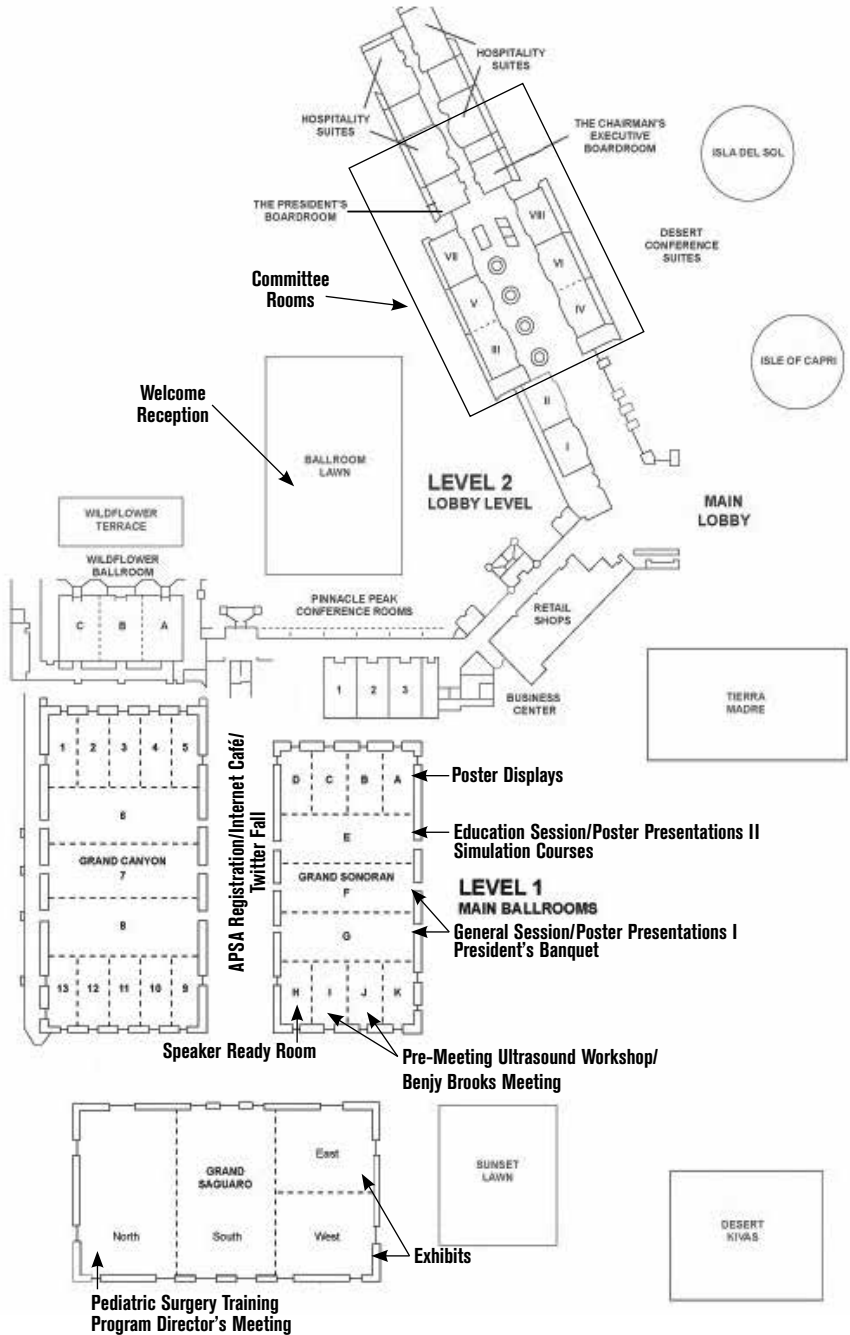 HOSPITALITY
SUITES
HOSPITALITY
SUITES
THE CHAIRMAN'S
EXECUTIVE
BOARDROOM
ISLA DEL SOL
THE PRESIDENT'S
BOARDROOM
VIII
DESERT
CONFERENCE
SUITES
VII
VI
Committee
Rooms
V
IV
III
ISLE OF CAPRI
Welcome
Reception
II
I
BALLROOM
LAWN
LEVEL 2
LOBBY LEVEL
MAIN
LOBBY
WILDFLOWER
TERRACE
WILDFLOWER
BALLROOM
C B A
PINNACLE PEAK
CONFERENCE ROOMS
RETAIL
SHOPS
1 2 3
BUSINESS
CENTER
TIERRA
MADRE
1 2 3 4 5
6
GRAND CANYON
7
8
13 12 11 10 9
APSA Registration/Internet Café/
Twitter Fall
D C B A
Poster Displays
E
Education Session/Poster Presentations II
Simulation Courses
GRAND SONORAN
F
LEVEL 1
MAIN BALLROOMS
G
General Session/Poster Presentations I
President's Banquet
H I J K
Speaker Ready Room
Pre-Meeting Ultrasound Workshop/
Benjy Brooks Meeting
GRAND
SAGUARO
East
North
South
West
Exhibits
SUNSET
LAWN
DESERT
KIVAS
Pediatric Surgery Training
Program Director's Meeting